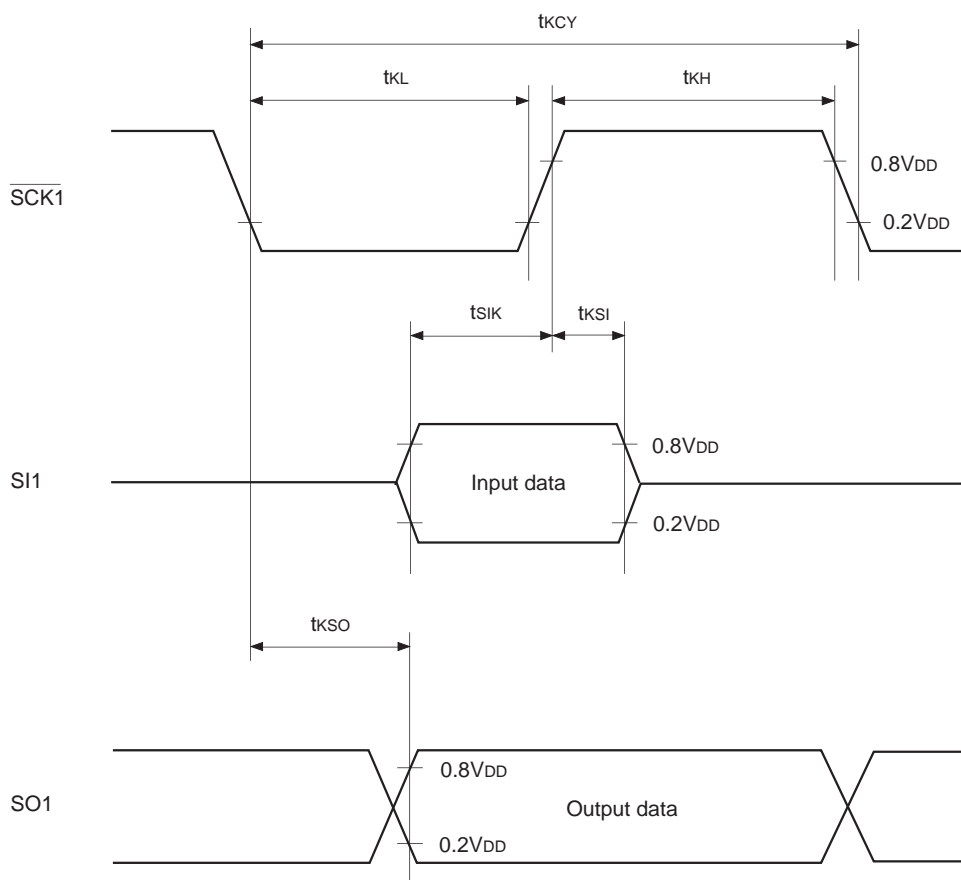 tKCY
tKL
tKH
SCK1
0.8VDD
0.2VDD
tSIK
tKSI
SI1
Input data
0.8VDD
0.2VDD
tKSO
SO1
0.8VDD
Output data
0.2VDD